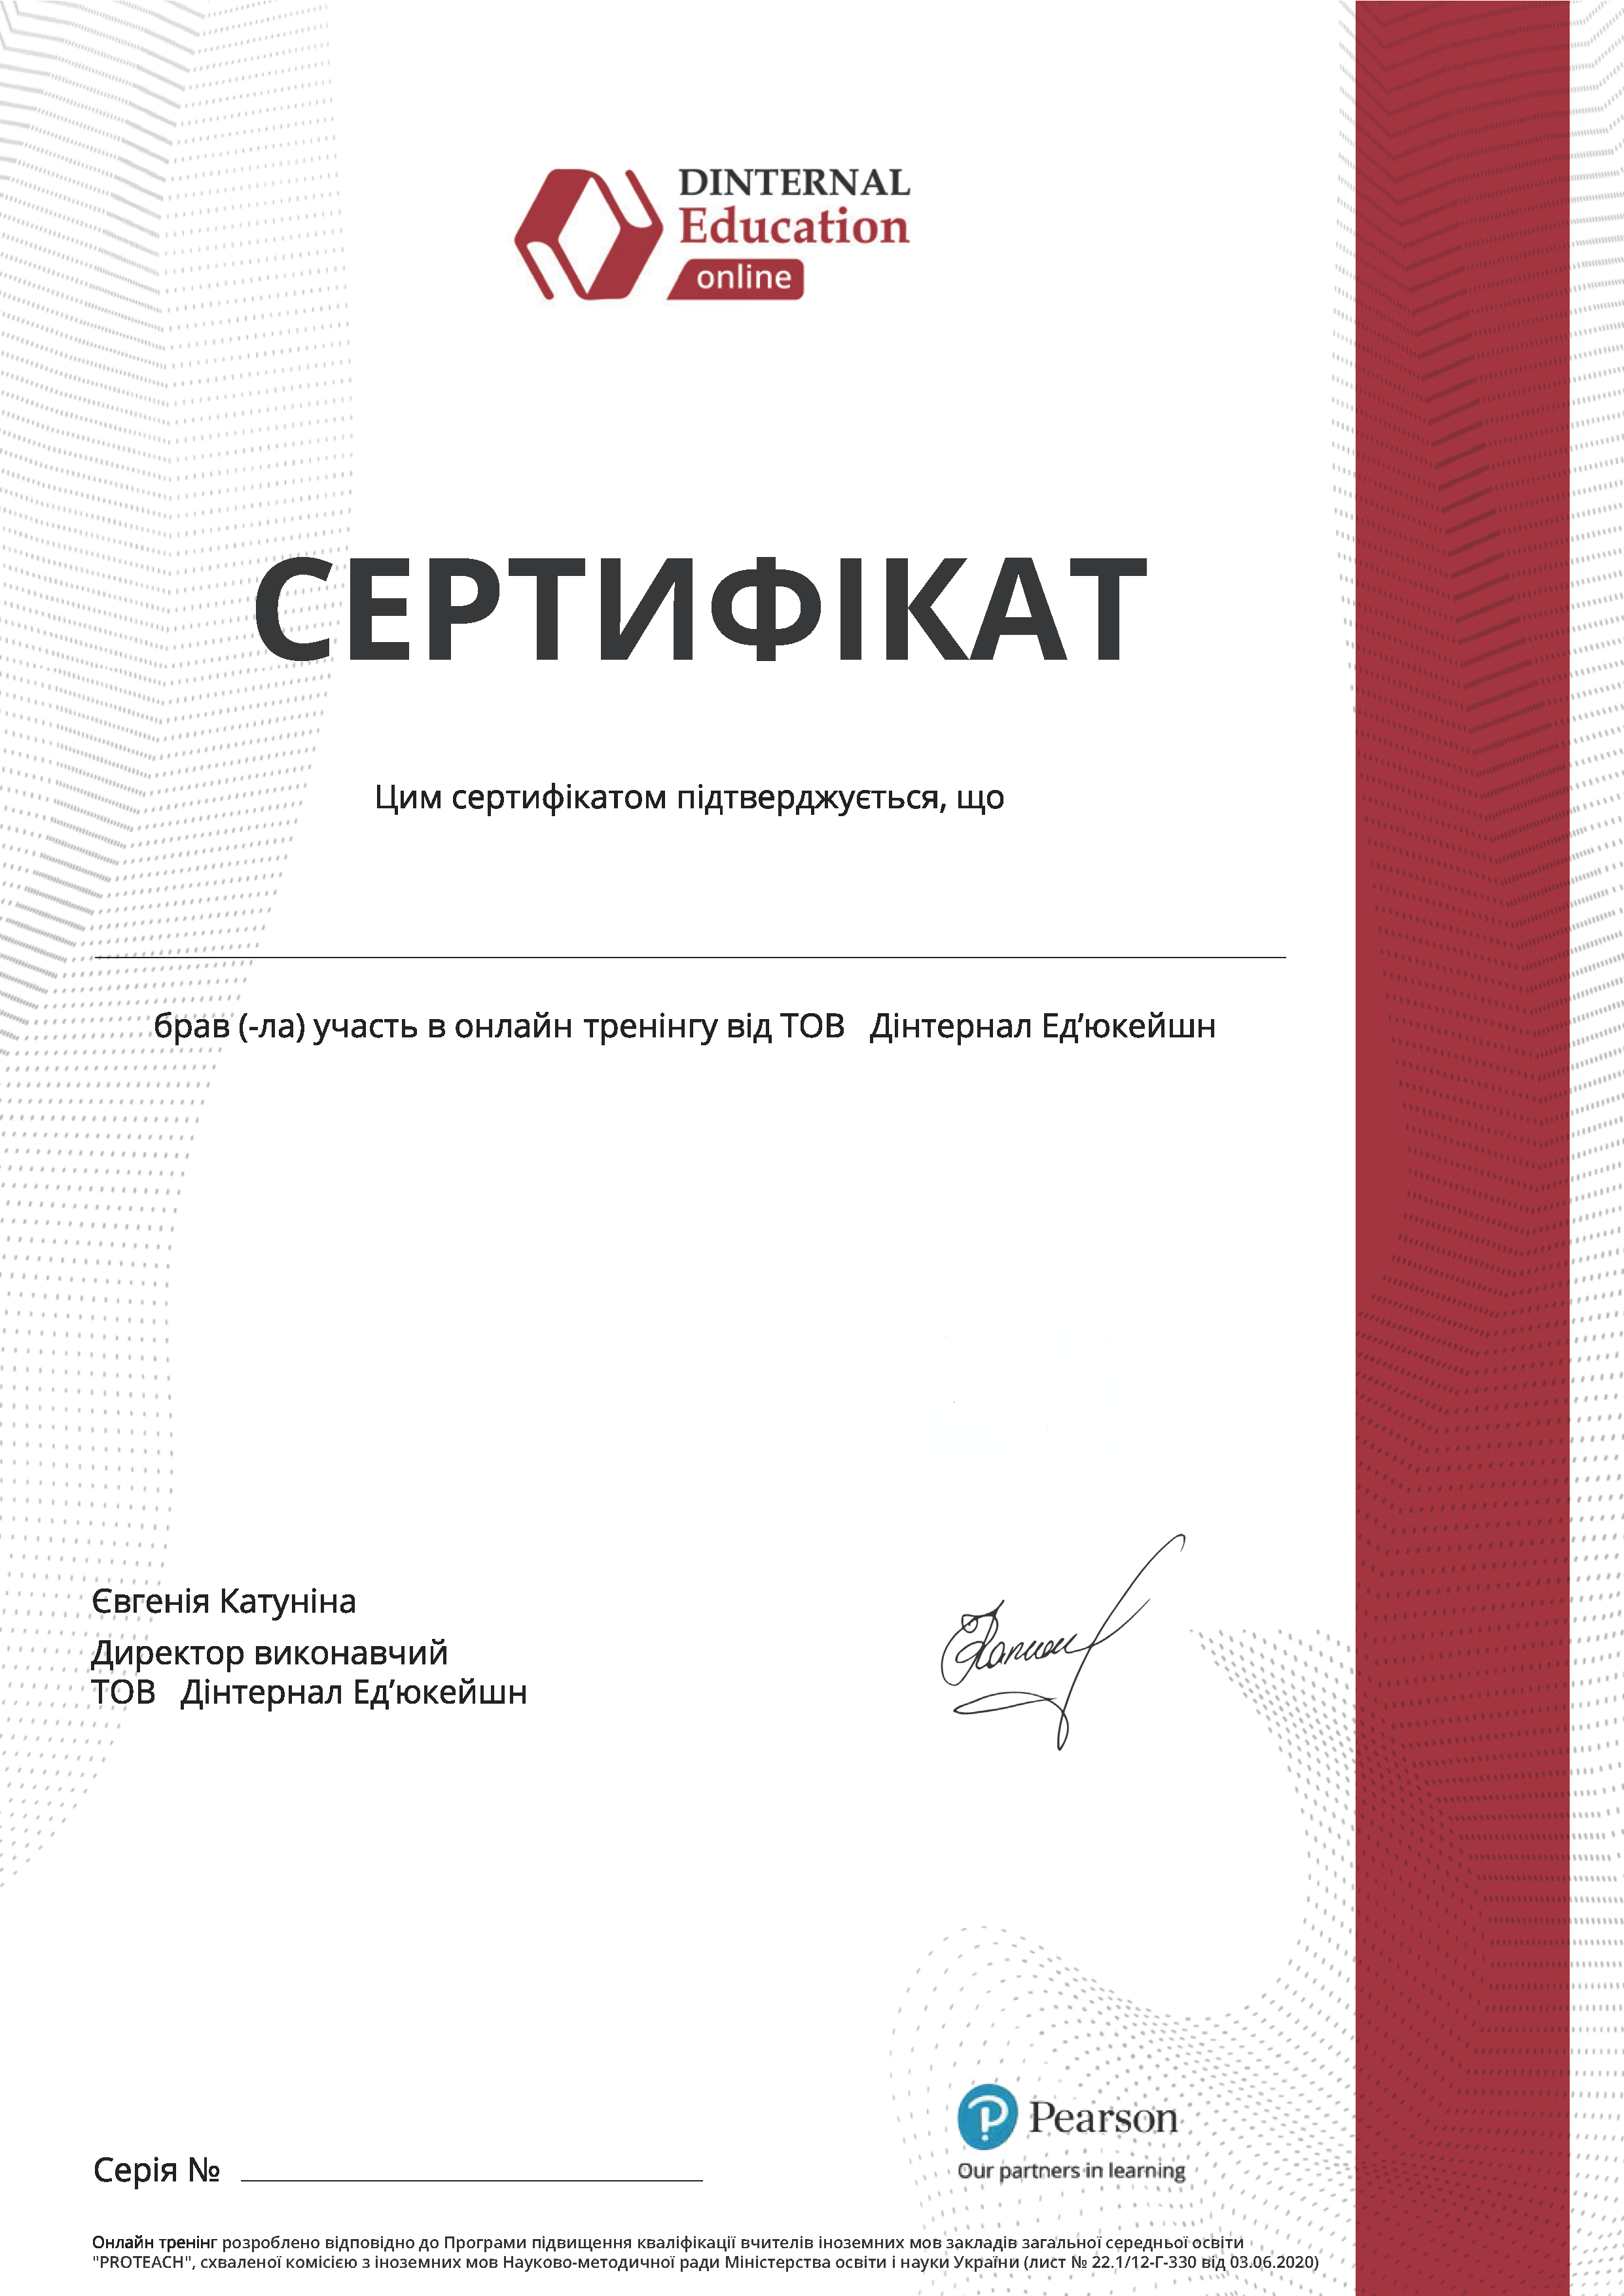 DINTERNAL
Education
online
СЕРТИФІКАТ
Цим сертифікатом підтверджується, що
брав (-ла) участь в онлайн тренінгу від ТОВ Дінтернал Ед’юкейшн
Євгенія Катуніна
Директор виконавчий
ТОВ Дінтернал Ед’юкейшн
Pearson
Our partners in learning
Серія №
Онлайн тренінг розроблено відповідно до Програми підвищення кваліфікації вчителів іноземних мов закладів загальної середньої освіти
"PROTEACH", схваленої комісією з іноземних мов Науково-методичної ради Міністерства освіти і науки України (лист № 22.1/12-Г-330 від 03.06.2020)